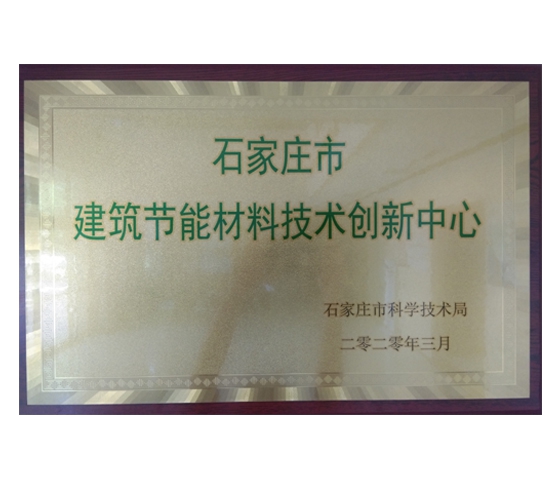 石家庄市
建筑节能材料技术创新中心
石家庄市科学技术局
二零二零年三月